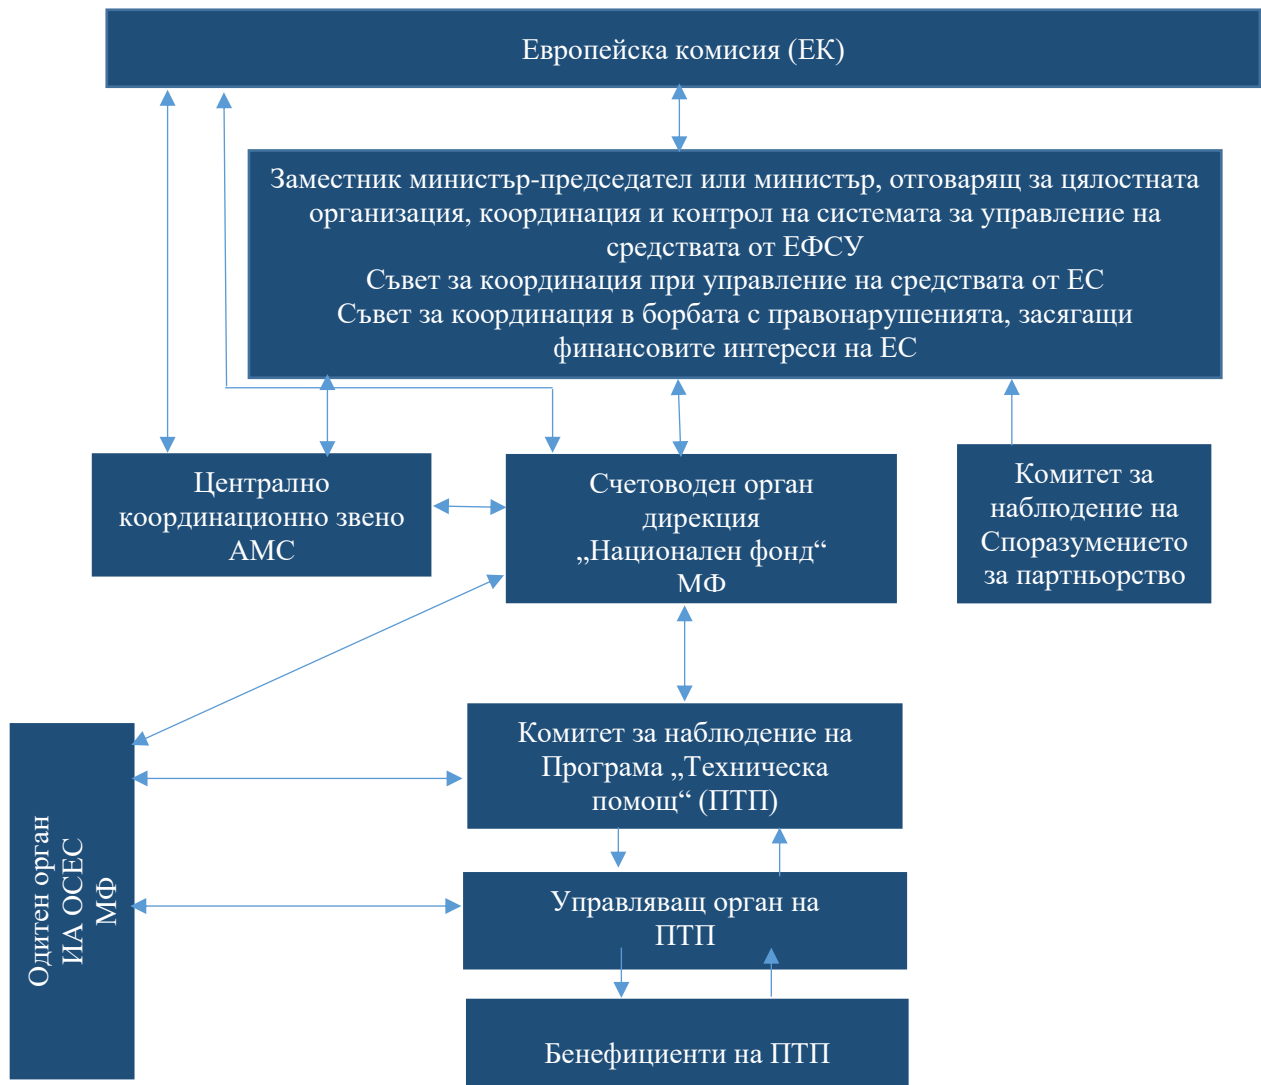 Европейска комисия (ЕК)
Заместник министър-председател или министър, отговарящ за цялостната
организация, координация и контрол на системата за управление на
средствата от ЕФСУ
Съвет за координация при управление на средствата от ЕС
Съвет за координация в борбата с правонарушенията, засягащи
финансовите интереси на ЕС
Централно
координационно звено
АМС
Счетоводен орган
дирекция
„Национален фонд“
МФ
Комитет за
наблюдение на
Споразумението
за партньорство
Комитет за наблюдение на
Програма „Техническа
помощ“ (ПТП)
Одитен орган
ИА ОСЕС
МФ
Управляващ орган на
ПТП
Бенефициенти на ПТП